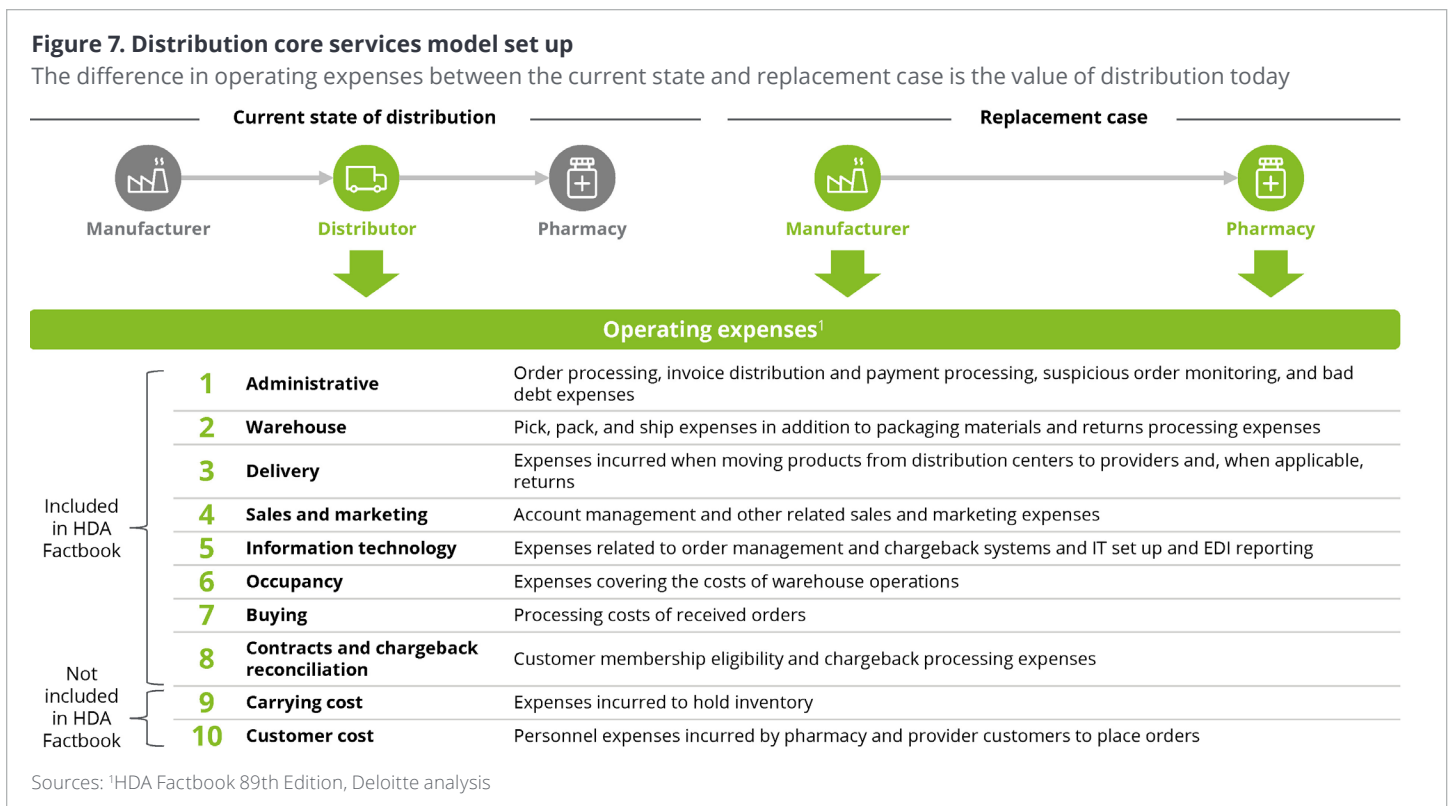 Figure 7. Distribution core services model set up
The difference in operating expenses between the current state and replacement case is the value of distribution today
Current state of distribution
Replacement case
Manufacturer
Distributor
Pharmacy
Manufacturer
Pharmacy
Operating expenses¹
Included
in HDA
Factbook
1 Administrative
Order processing, invoice distribution and payment processing, suspicious order monitoring, and bad
debt expenses
2 Warehouse
Pick, pack, and ship expenses in addition to packaging materials and returns processing expenses
3 Delivery
Expenses incurred when moving products from distribution centers to providers and, when applicable,
returns
4 Sales and marketing
Account management and other related sales and marketing expenses
5 Information technology
Expenses related to order management and chargeback systems and IT set up and EDI reporting
6 Occupancy
Expenses covering the costs of warehouse operations
7 Buying
Processing costs of received orders
8 Contracts and chargeback
reconciliation
Customer membership eligibility and chargeback processing expenses
Not
included
in HDA
Factbook
9 Carrying cost
Expenses incurred to hold inventory
10 Customer cost
Personnel expenses incurred by pharmacy and provider customers to place orders
Sources: ¹HDA Factbook 89th Edition, Deloitte analysis